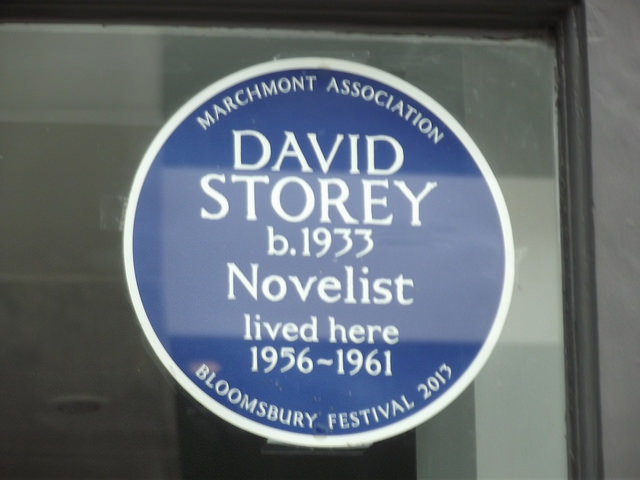 MARCHMONT ASSOCIATION
DAVID
STOREY
b.1933
Novelist
lived here
1956~1961
BLOOMSBURY FESTIVAL 2013